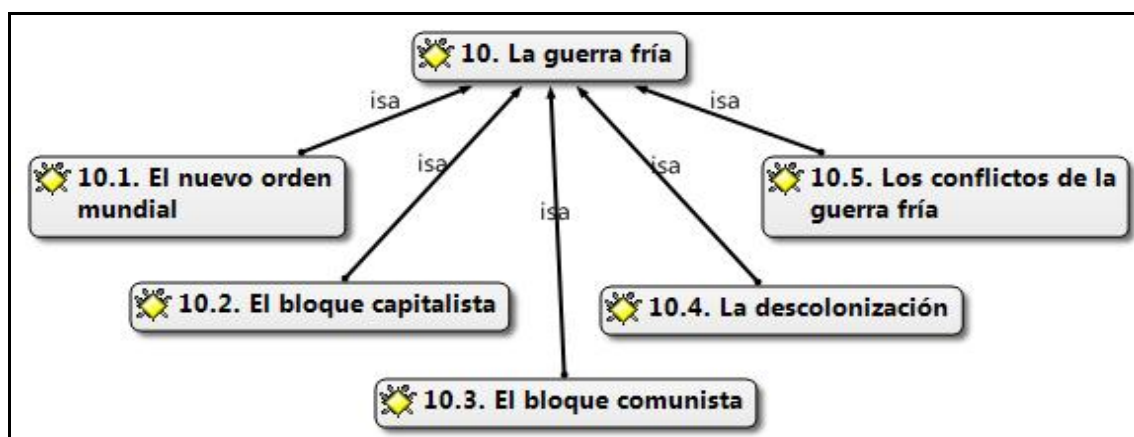 10. La guerra fría
isa
isa
isa
isa
isa
10.1. El nuevo orden
mundial
10.5. Los conflictos de la
guerra fría
10.2. El bloque capitalista
10.4. La descolonización
10.3. El bloque comunista